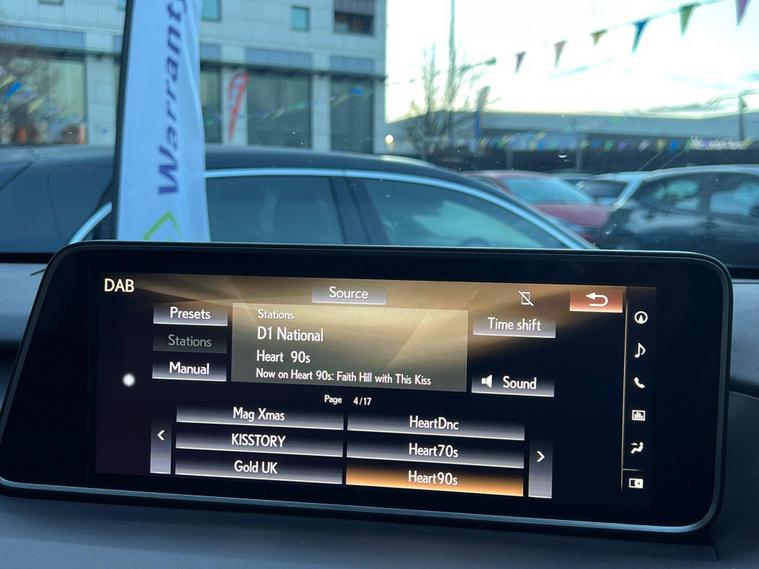 Warranty
DAB
Source
Presets
Stations
Manual
Stations
D1 National
Heart 90s
Now on Heart 90s: Faith Hill with This Kiss
Time shift
Sound
Page 4/17
Mag Xmas
HeartDnc
KISSTORY
Heart70s
Gold UK
Heart90s